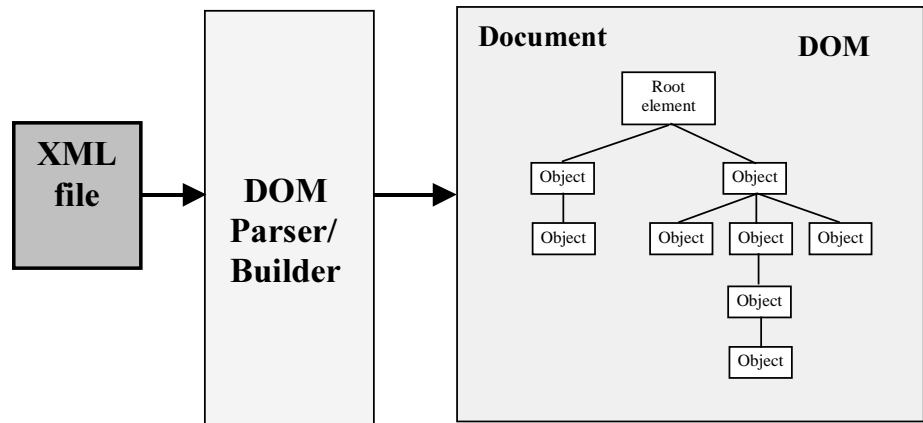 XML
file
DOM
Parser/
Builder
Document
DOM
Root
element
Object
Object
Object
Object
Object
Object
Object
Object